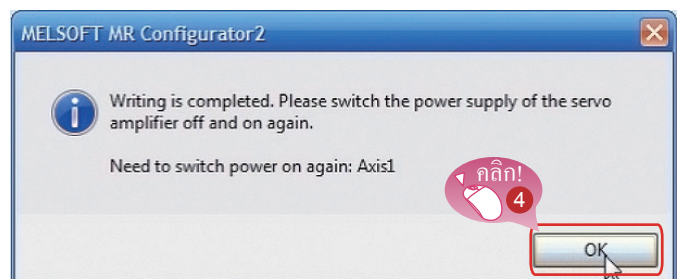 MELSOFT MR Configurator2
Writing is completed. Please switch the power supply of the servo
amplifier off and on again.
Need to switch power on again: Axis1
คลิก!
4
OK